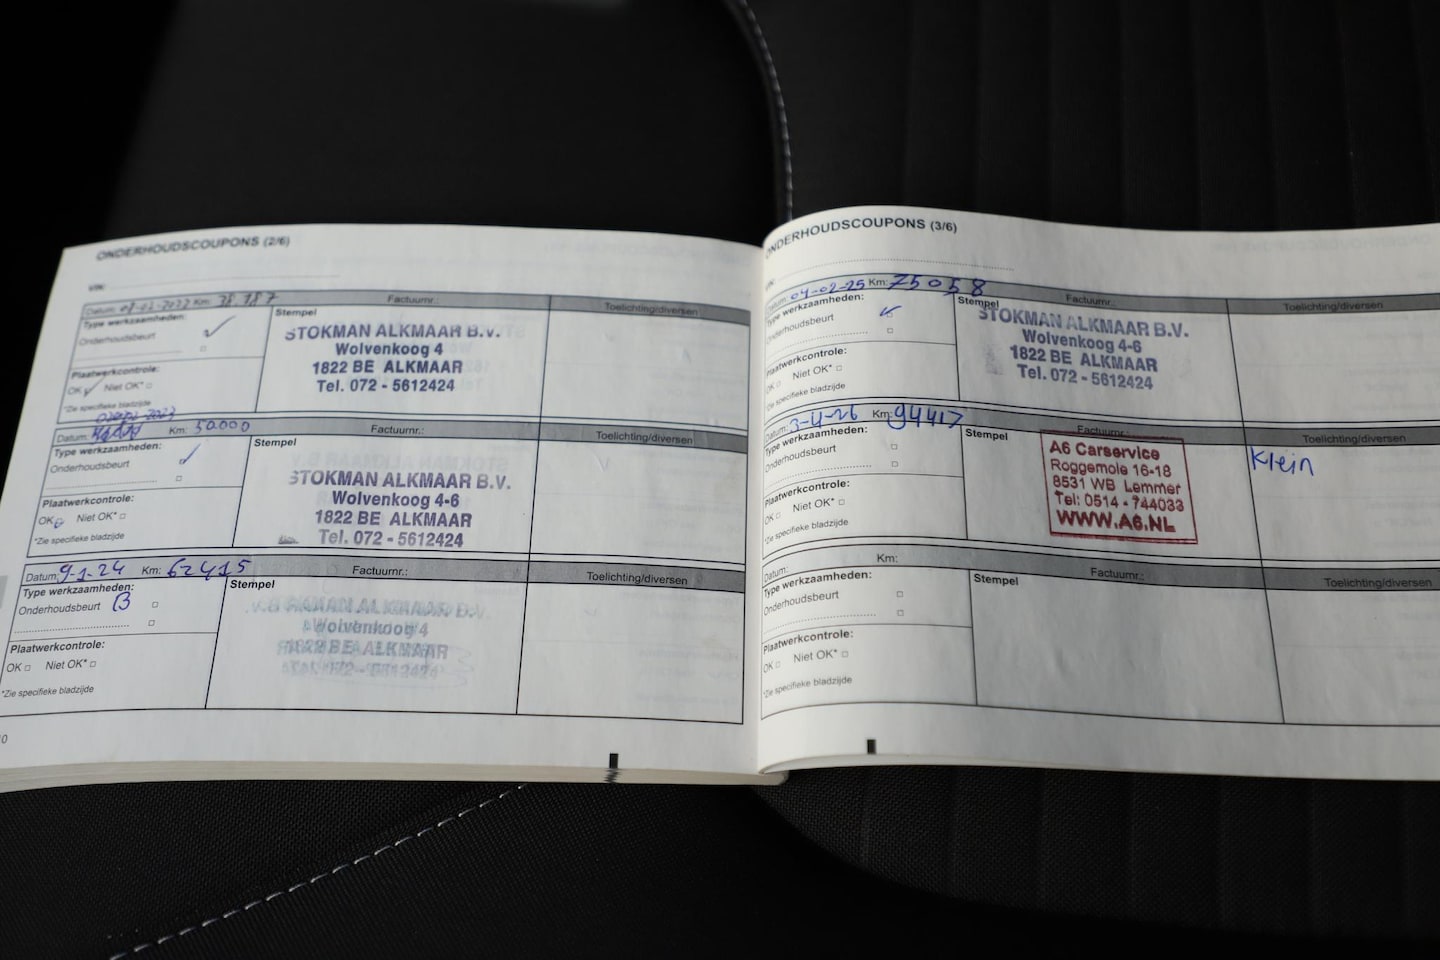 ONDERHOUDSCOUPONS (2/6)
VIN:
Datum: 08-02-2022 Km: 38.187 Factuurnr.: Toelichting/diversen
Type werkzaamheden: Stempel
Onderhoudsbeurt
STOKMAN ALKMAAR B.V.
Wolvenkoog 4
1822 BE ALKMAAR
Tel. 072 - 5612424
Plaatwerkcontrole:
OK Niet OK*
*Zie specifieke bladzijde
Datum: Km: 50.000 Factuurnr.: Toelichting/diversen
Type werkzaamheden: Stempel
Onderhoudsbeurt
STOKMAN ALKMAAR B.V.
Wolvenkoog 4-6
1822 BE ALKMAAR
Tel. 072 - 5612424
Plaatwerkcontrole:
OK Niet OK*
*Zie specifieke bladzijde
Datum: 9-1-24 Km: 62415 Factuurnr.: Toelichting/diversen
Type werkzaamheden: Stempel
Onderhoudsbeurt B
ALKMAAR B.V.
Wolvenkoog 4
1822 BE ALKMAAR
Plaatwerkcontrole:
OK Niet OK*
*Zie specifieke bladzijde
ONDERHOUDSCOUPONS (3/6)
Datum: 04-02-25 Km: 75058 Factuurnr.: Toelichting/diversen
Type werkzaamheden: Stempel
Onderhoudsbeurt
STOKMAN ALKMAAR B.V.
Wolvenkoog 4-6
1822 BE ALKMAAR
Tel. 072 - 5612424
Plaatwerkcontrole:
OK Niet OK*
*Zie specifieke bladzijde
Datum: 3-4-26 Km: 94417 Factuurnr.: Toelichting/diversen
Type werkzaamheden: Stempel
Onderhoudsbeurt
A6 Carservice
Roggemole 16-18
8531 WB Lemmer
Tel: 0514 - 744033
WWW.A6.NL
Klein
Plaatwerkcontrole:
OK Niet OK*
*Zie specifieke bladzijde
Datum: Km: Factuurnr.: Toelichting/diversen
Type werkzaamheden: Stempel
Onderhoudsbeurt
Plaatwerkcontrole:
OK Niet OK*
*Zie specifieke bladzijde